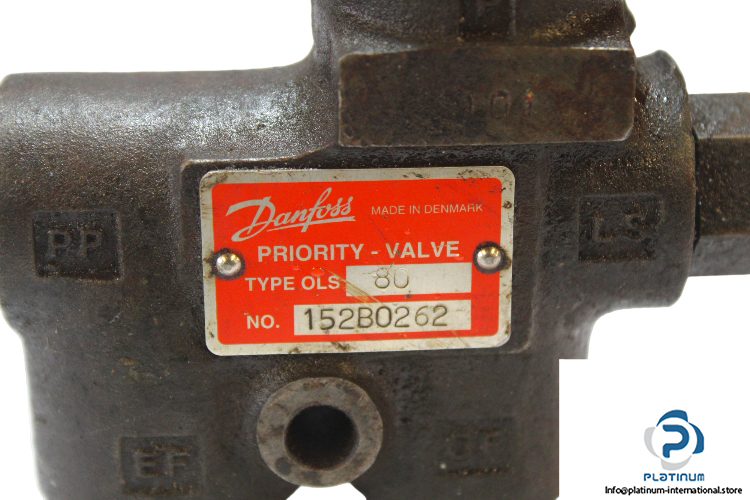 P
101
Danfoss MADE IN DENMARK
PRIORITY - VALVE
TYPE OLS 80
NO. 152B0262
PP
LS
EF
CF
PLATINUM
Info@platinum-international.store